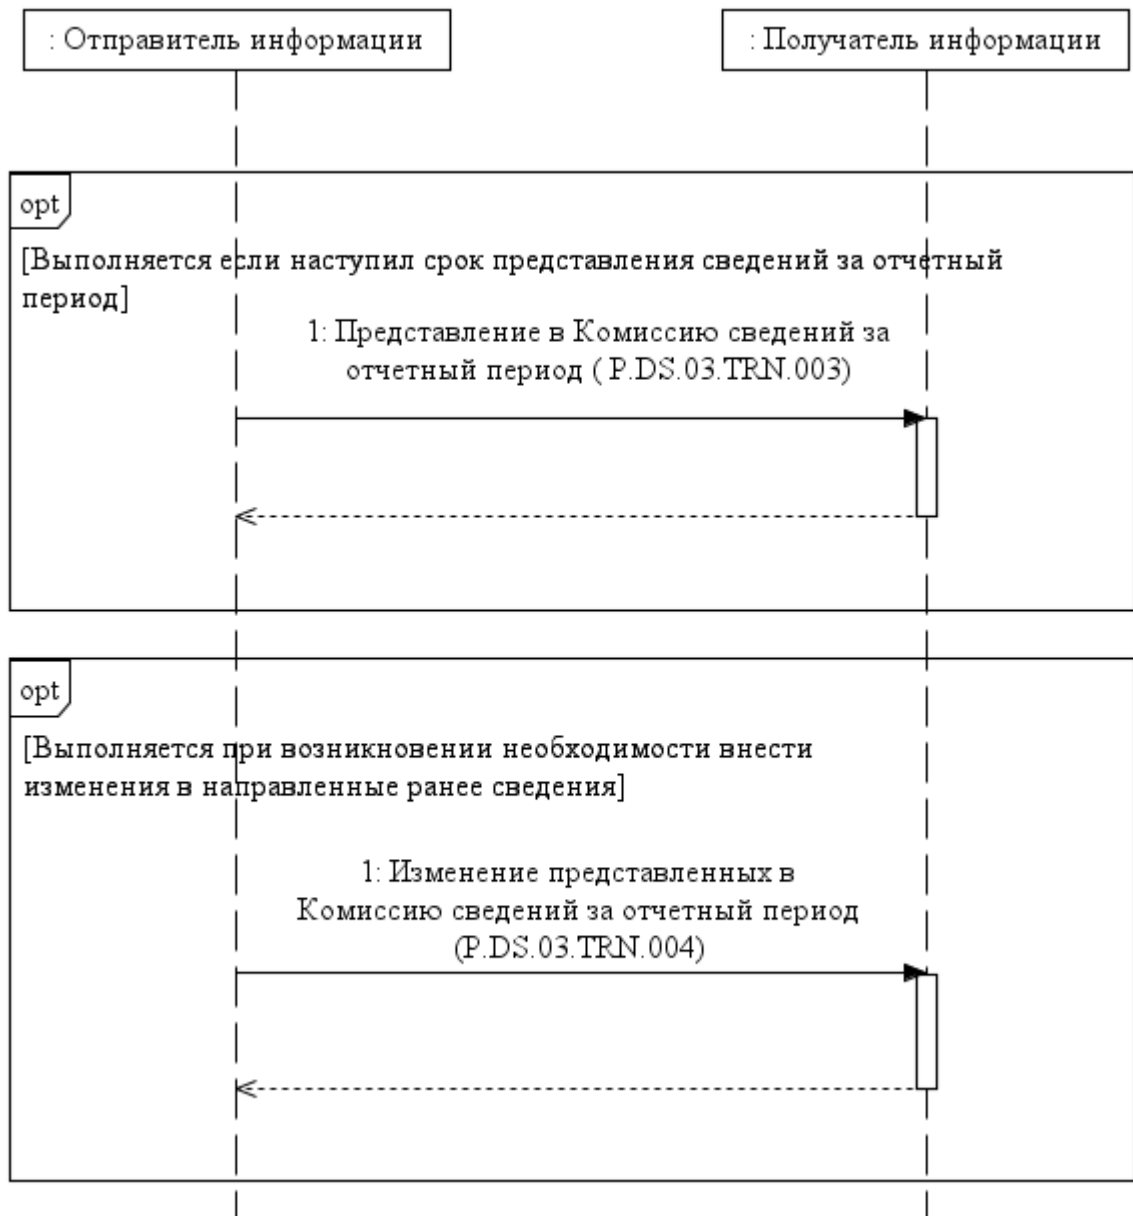 : Отправитель информации
: Получатель информации
opt
[Выполняется если наступил срок представления сведений за отчетный
период]
1: Представление в Комиссию сведений за
отчетный период ( P.DS.03.TRN.003)
opt
[Выполняется при возникновении необходимости внести
изменения в направленные ранее сведения]
1: Изменение представленных в
Комиссию сведений за отчетный период
(P.DS.03.TRN.004)